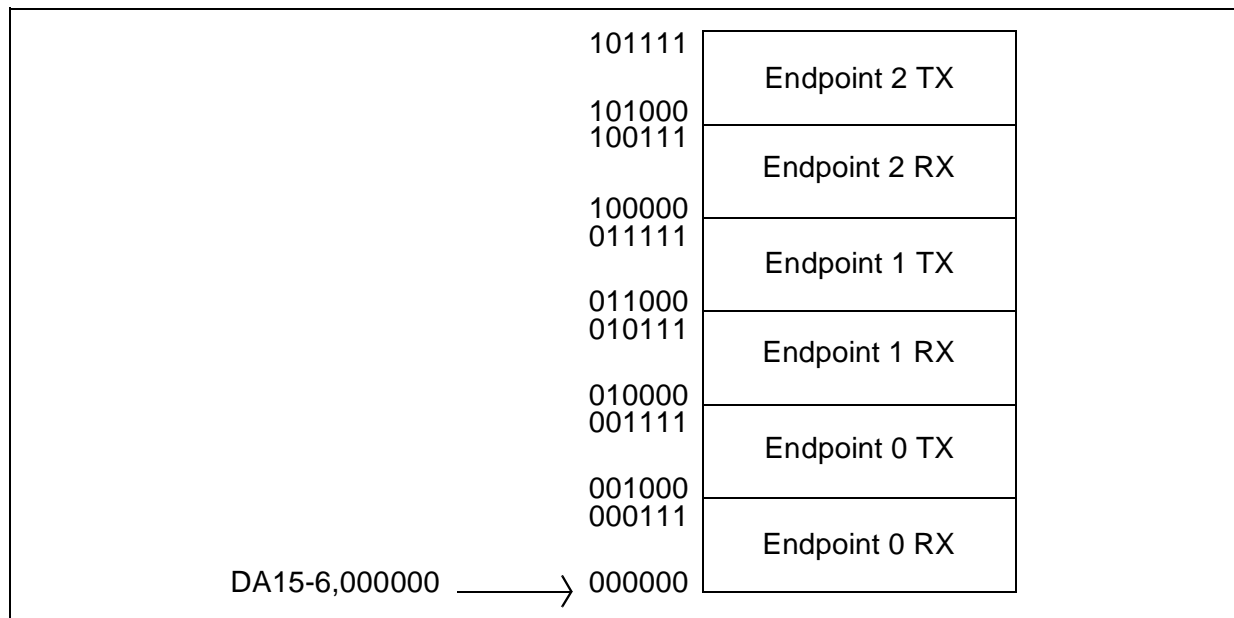 101111
Endpoint 2 TX
101000
100111
Endpoint 2 RX
100000
011111
Endpoint 1 TX
011000
010111
Endpoint 1 RX
010000
001111
Endpoint 0 TX
001000
000111
Endpoint 0 RX
DA15-6,000000
000000